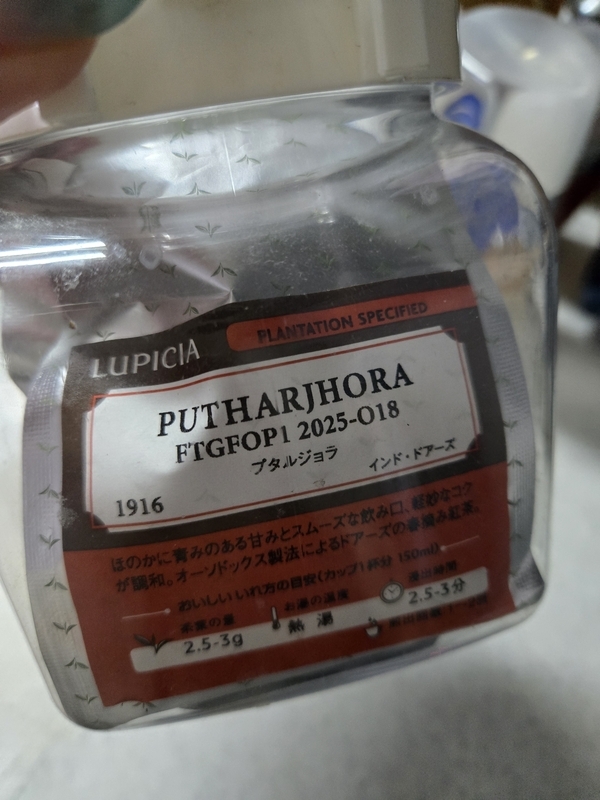 LUPICIA
PLANTATION SPECIFIED
PUTHARJHORA
FTGFOP1 2025-O18
プタルジョラ
インド・ドアーズ
1916
ほのかに青みのある甘みとスムーズな飲み口、軽妙なコク
が調和。オーソドックス製法によるドアーズの春摘み紅茶。
おいしいいれ方の目安(カップ1杯分 150ml)
茶葉の量
2.5-3g
お湯の温度
熱湯
浸出時間
2.5-3分